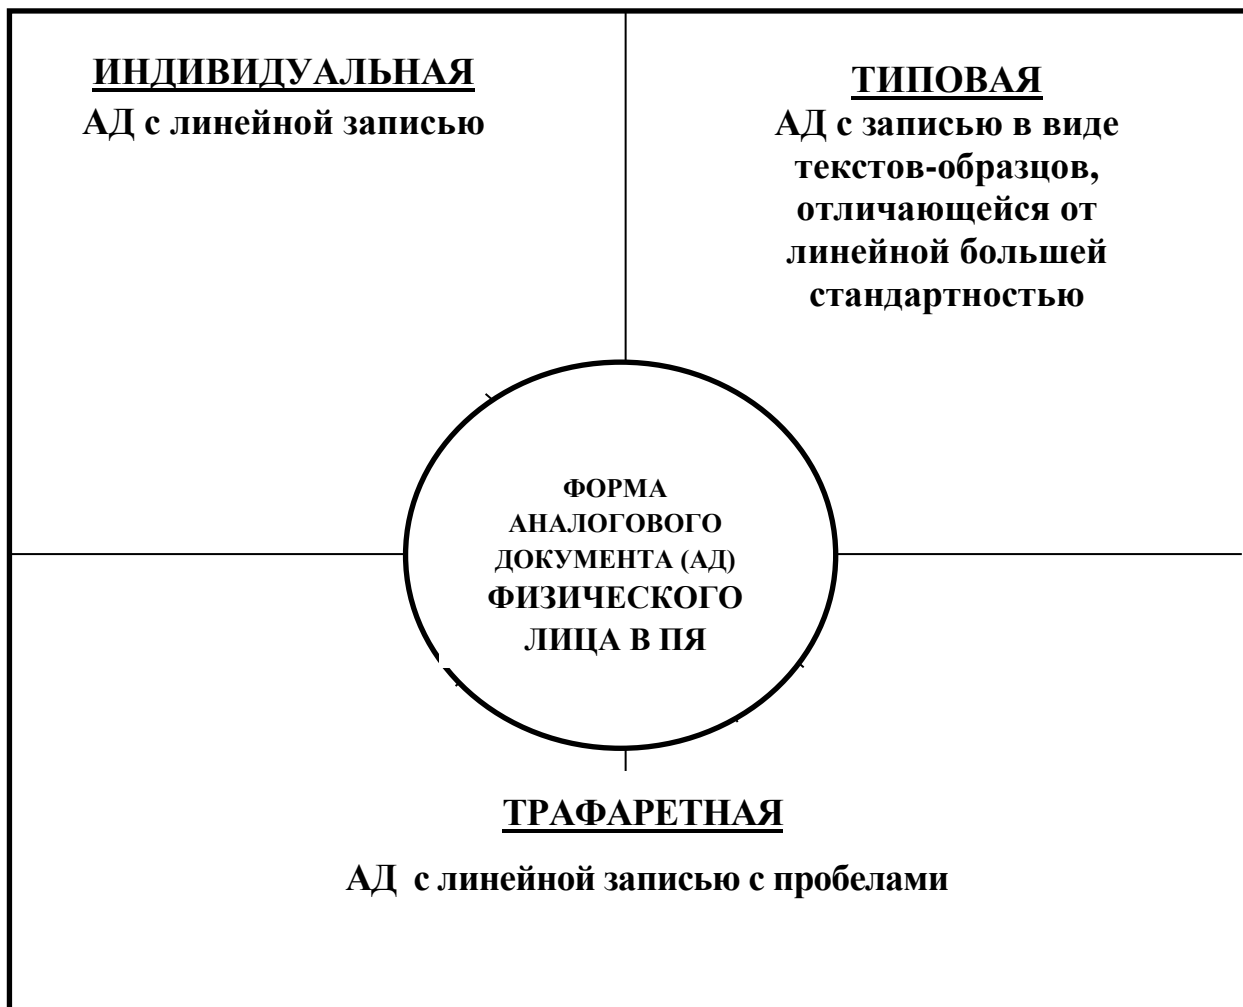 ИНДИВИДУАЛЬНАЯ
АД с линейной записью
ТИПОВАЯ
АД с записью в виде
текстов-образцов,
отличающейся от
линейной большей
стандартностью
ФОРМА
АНАЛОГОВОГО
ДОКУМЕНТА (АД)
ФИЗИЧЕСКОГО
ЛИЦА В ПЯ
ТРАФАРЕТНАЯ
АД с линейной записью с пробелами